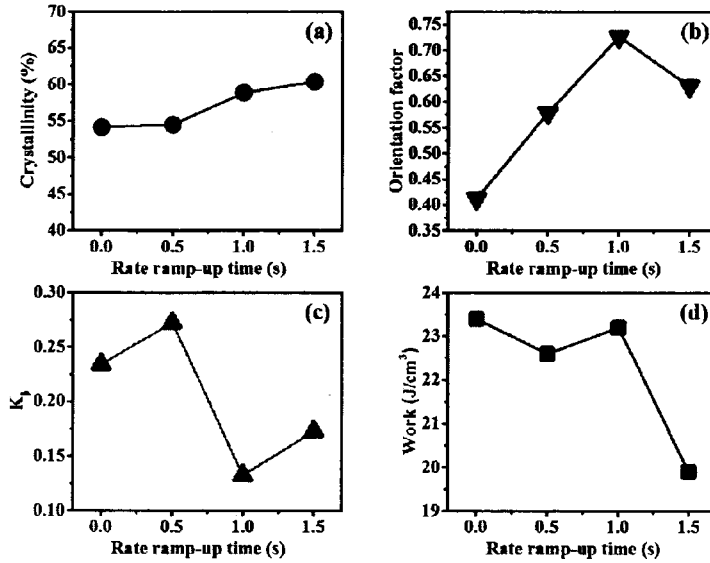 (a)
Crystallinity (%)
70
65
60
55
50
45
40
0.0 0.5 1.0 1.5
Rate ramp-up time (s)
(b)
Orientation factor
0.75
0.70
0.65
0.60
0.55
0.50
0.45
0.40
0.35
0.0 0.5 1.0 1.5
Rate ramp-up time (s)
(c)
0.30
0.25
0.20
0.15
0.10
0.0 0.5 1.0 1.5
Rate ramp-up time (s)
(d)
Work (J/cm³)
24
23
22
21
20
19
0.0 0.5 1.0 1.5
Rate ramp-up time (s)